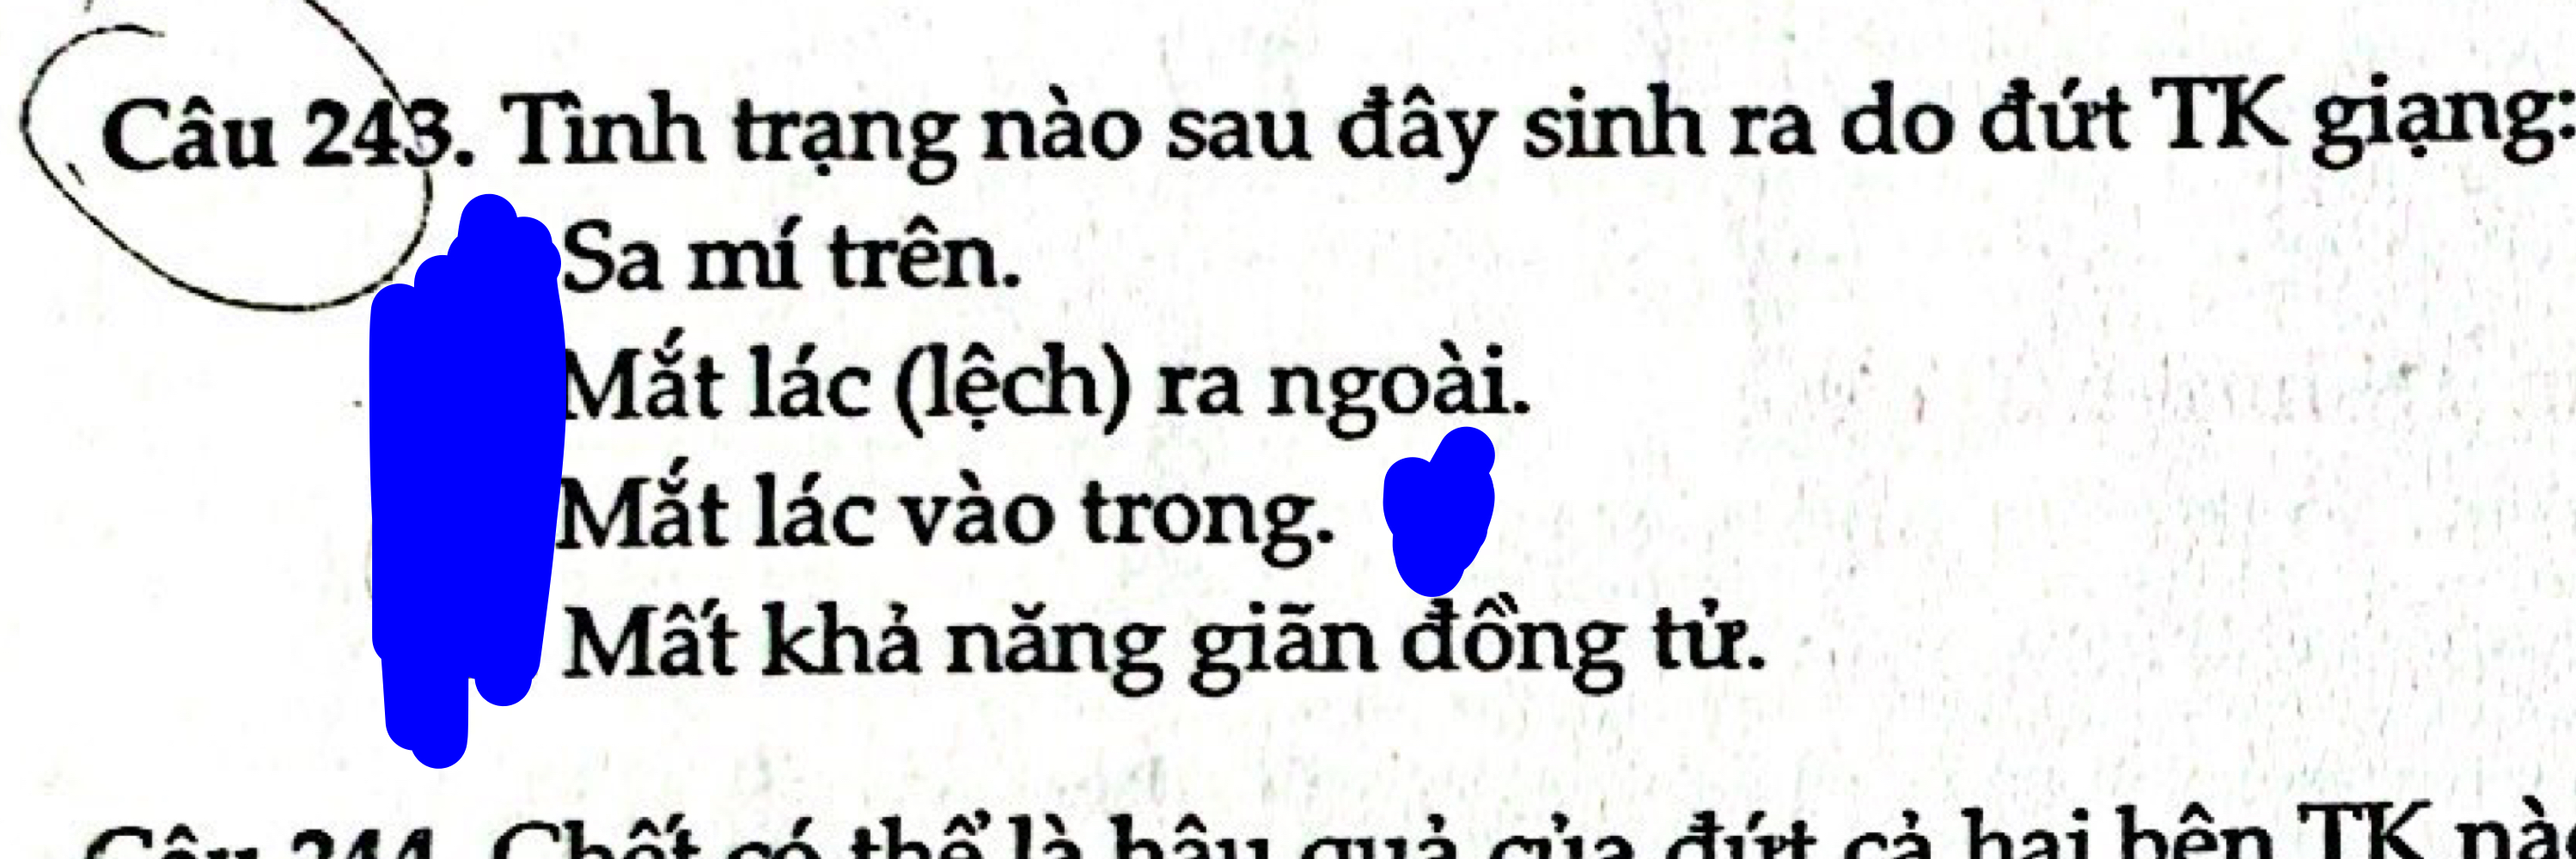 Câu 243. Tình trạng nào sau đây sinh ra do đứt TK giạng:
Sa mí trên.
Mắt lác (lệch) ra ngoài.
Mắt lác vào trong.
Mất khả năng giãn đồng tử.
Câu 244. Chết có thể là hậu quả của đứt cả hai bên TK